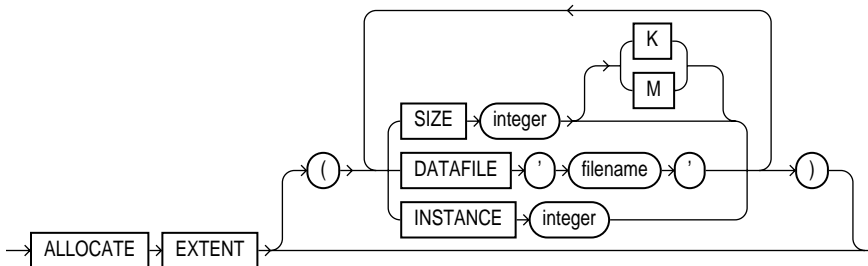 K
M
SIZE integer
( DATAFILE ' filename ' )
INSTANCE integer
ALLOCATE EXTENT